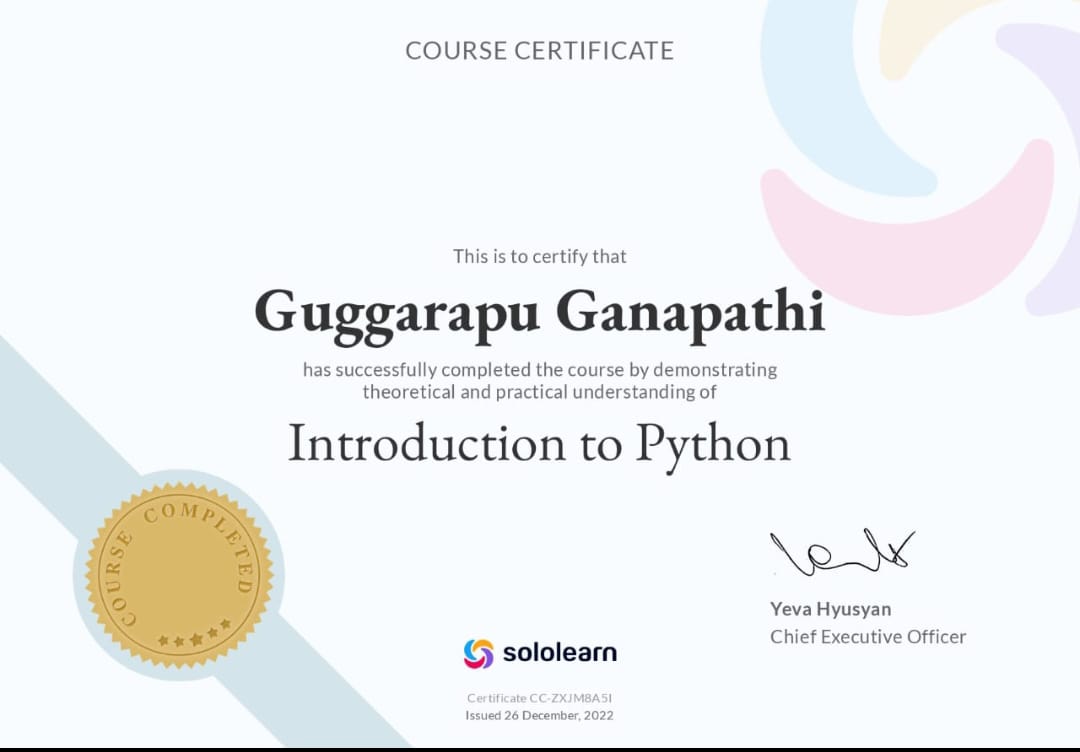 COURSE CERTIFICATE
This is to certify that
Guggarapu Ganapathi
has successfully completed the course by demonstrating
theoretical and practical understanding of
Introduction to Python
COURSE COMPLETED
Yeva Hyusyan
Chief Executive Officer
sololearn
Certificate CC-ZXJM8A5I
Issued 26 December, 2022